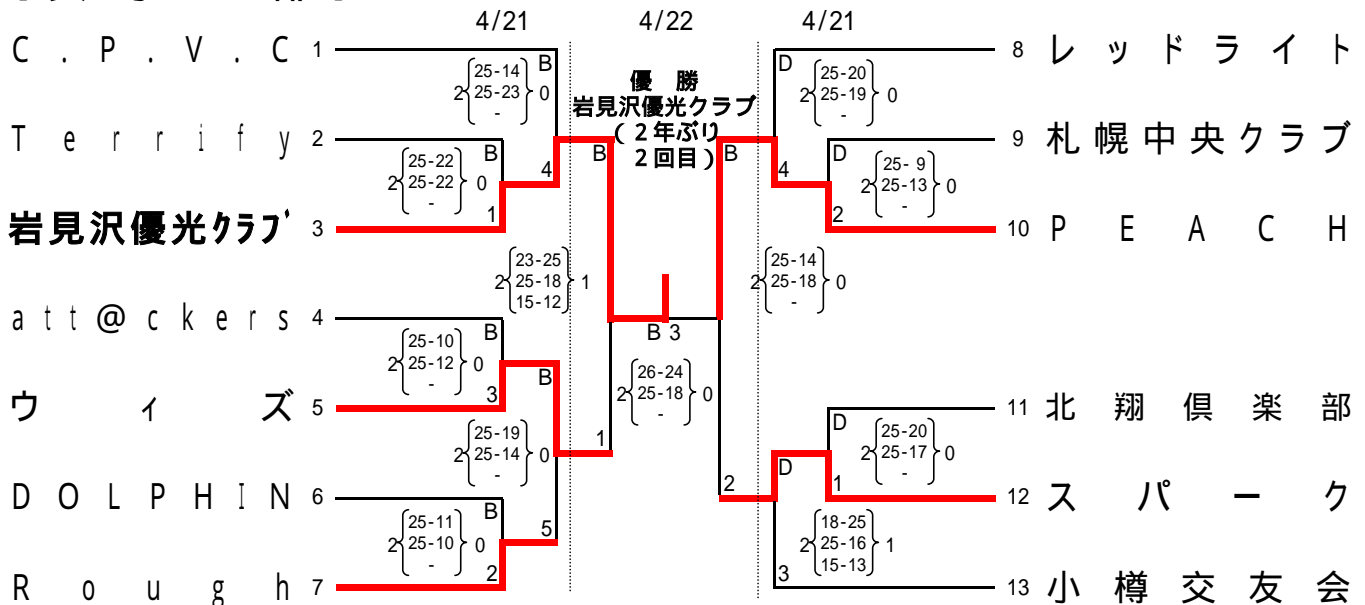 4/21 4/22 4/21
C.P.V.C 1
25-14
25-23
-
2 0
B
優勝
岩見沢優光クラブ
(2年ぶり
2回目)
D
25-20
25-19
-
2 0
8 レッドライト
Terrify 2
B
25-22
25-22
-
2 0
4
B
B
4
D
25- 9
25-13
-
2 0
9 札幌中央クラブ
岩見沢優光クラブ 3
1
2
10 PEACH
23-25
25-18
15-12
2 1
25-14
25-18
-
2 0
att@ckers 4
B
25-10
25-12
-
2 0
B 3
26-24
25-18
-
2 0
ウィズ 5
3
B
25-19
25-14
-
2 0
1
D
25-20
25-17
-
2 0
11 北翔倶楽部
DOLPHIN 6
B
25-11
25-10
-
2 0
5
2
D
1
12 スパーク
18-25
25-16
15-13
2 1
Rough 7
2
3
13 小樽交友会